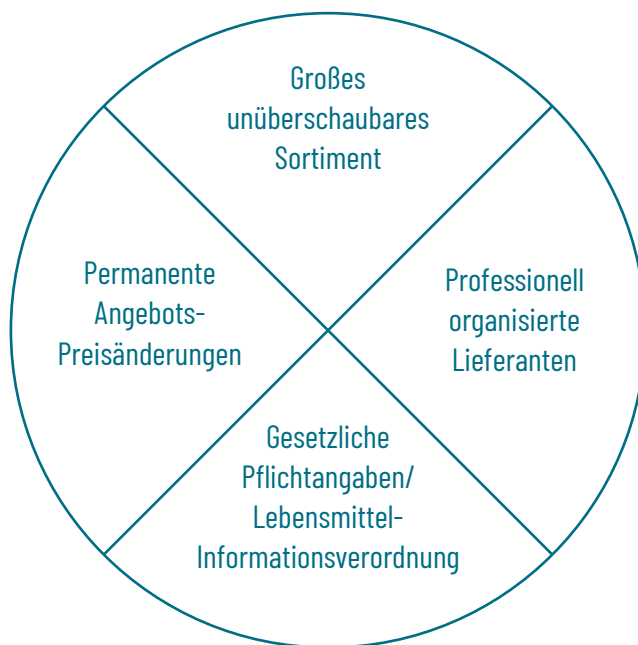 Großes
unüberschaubares
Sortiment
Permanente
Angebots-
Preisänderungen
Professionell
organisierte
Lieferanten
Gesetzliche
Pflichtangaben/
Lebensmittel-
Informationsverordnung